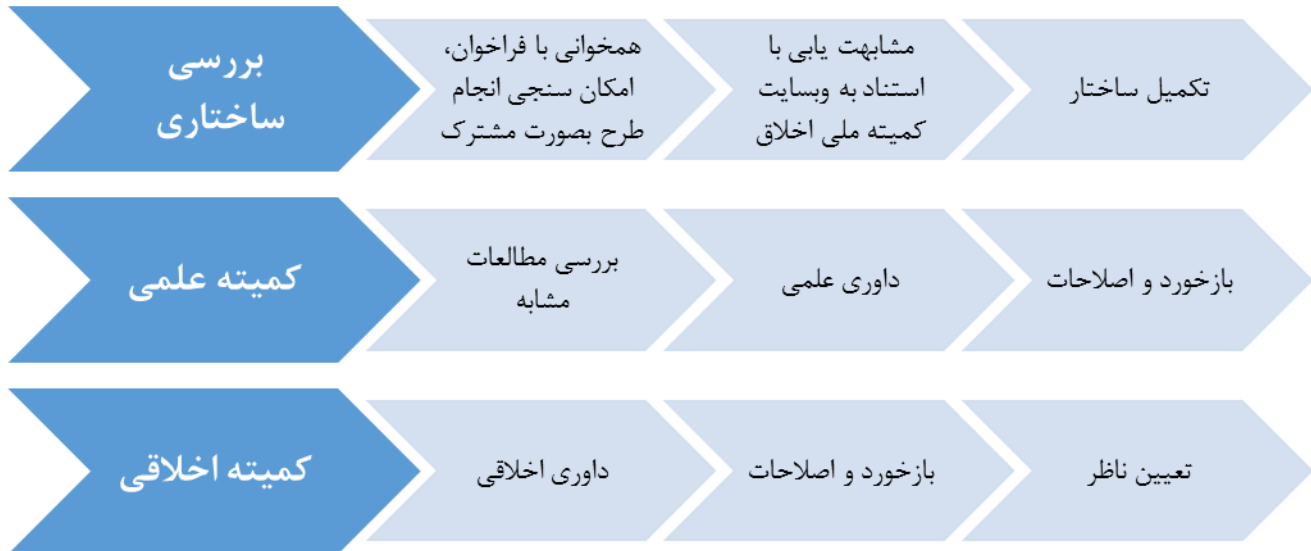 بررسی
ساختاری
همخوانی با فراخوان،
امکان سنجی انجام
طرح بصورت مشترک
مشابهت یابی با
استناد به وبسایت
کمیته ملی اخلاق
تکمیل ساختار
کمیته علمی
بررسی مطالعات
مشابه
داوری علمی
بازخورد و اصلاحات
کمیته اخلاقی
داوری اخلاقی
بازخورد و اصلاحات
تعیین ناظر